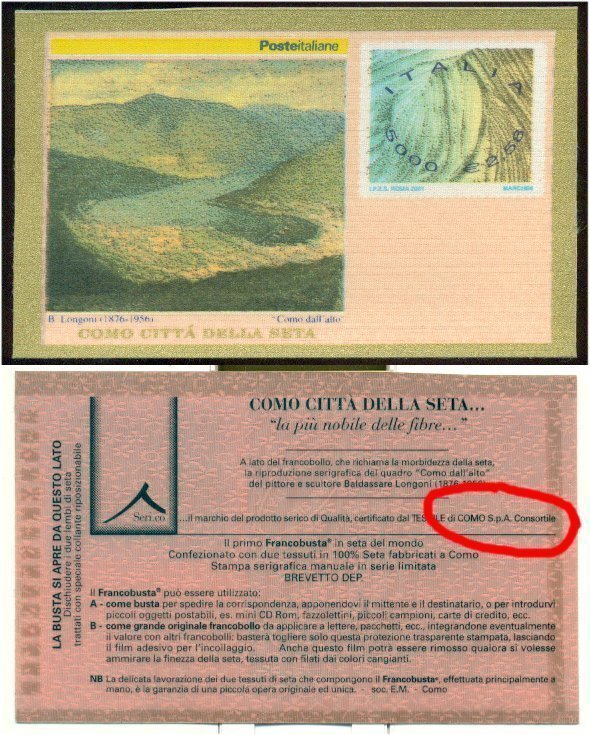 Posteitaliane
ITALIA
5000 €2,58
I.P.Z.S. ROMA 2001 MARCHESI
B. Longoni (1876-1956) "Como dall'alto"
COMO CITTÁ DELLA SETA
COMO CITTÀ DELLA SETA...
"la più nobile delle fibre..."
A lato del francobollo, che richiama la morbidezza della seta,
la riproduzione serigrafica del quadro "Como dall'alto"
del pittore e scultore Baldassare Longoni (1876-1956)
Seri.co
...il marchio del prodotto serico di Qualità, certificato dal TESSILE di COMO S.p.A. Consortile
Il primo Francobusta® in seta del mondo
Confezionato con due tessuti in 100% Seta fabbricati a Como
Stampa serigrafica manuale in serie limitata
BREVETTO DEP.
LA BUSTA SI APRE DA QUESTO LATO
Dischiudere i due lembi di seta
trattati con speciale collante riposizionabile
Il Francobusta® può essere utilizzato:
A - come busta per spedire la corrispondenza, apponendovi il mittente e il destinatario, o per introdurvi
piccoli oggetti postabili, es. mini CD Rom, fazzolettini, piccoli campioni, carte di credito, ecc.
B - come grande originale francobollo da applicare a lettere, pacchetti, ecc., integrandone eventualmente
il valore con altri francobolli: basterà togliere solo questa protezione trasparente stampata, lasciando
il film adesivo per l'incollaggio. Anche questo film potrà essere rimosso qualora si volesse
ammirare la finezza della seta, tessuta con filati dai colori cangianti.
NB La delicata lavorazione dei due tessuti di seta che compongono il Francobusta®, effettuata principalmente a
mano, è la garanzia di una piccola opera originale ed unica. - soc. E.M. - Como